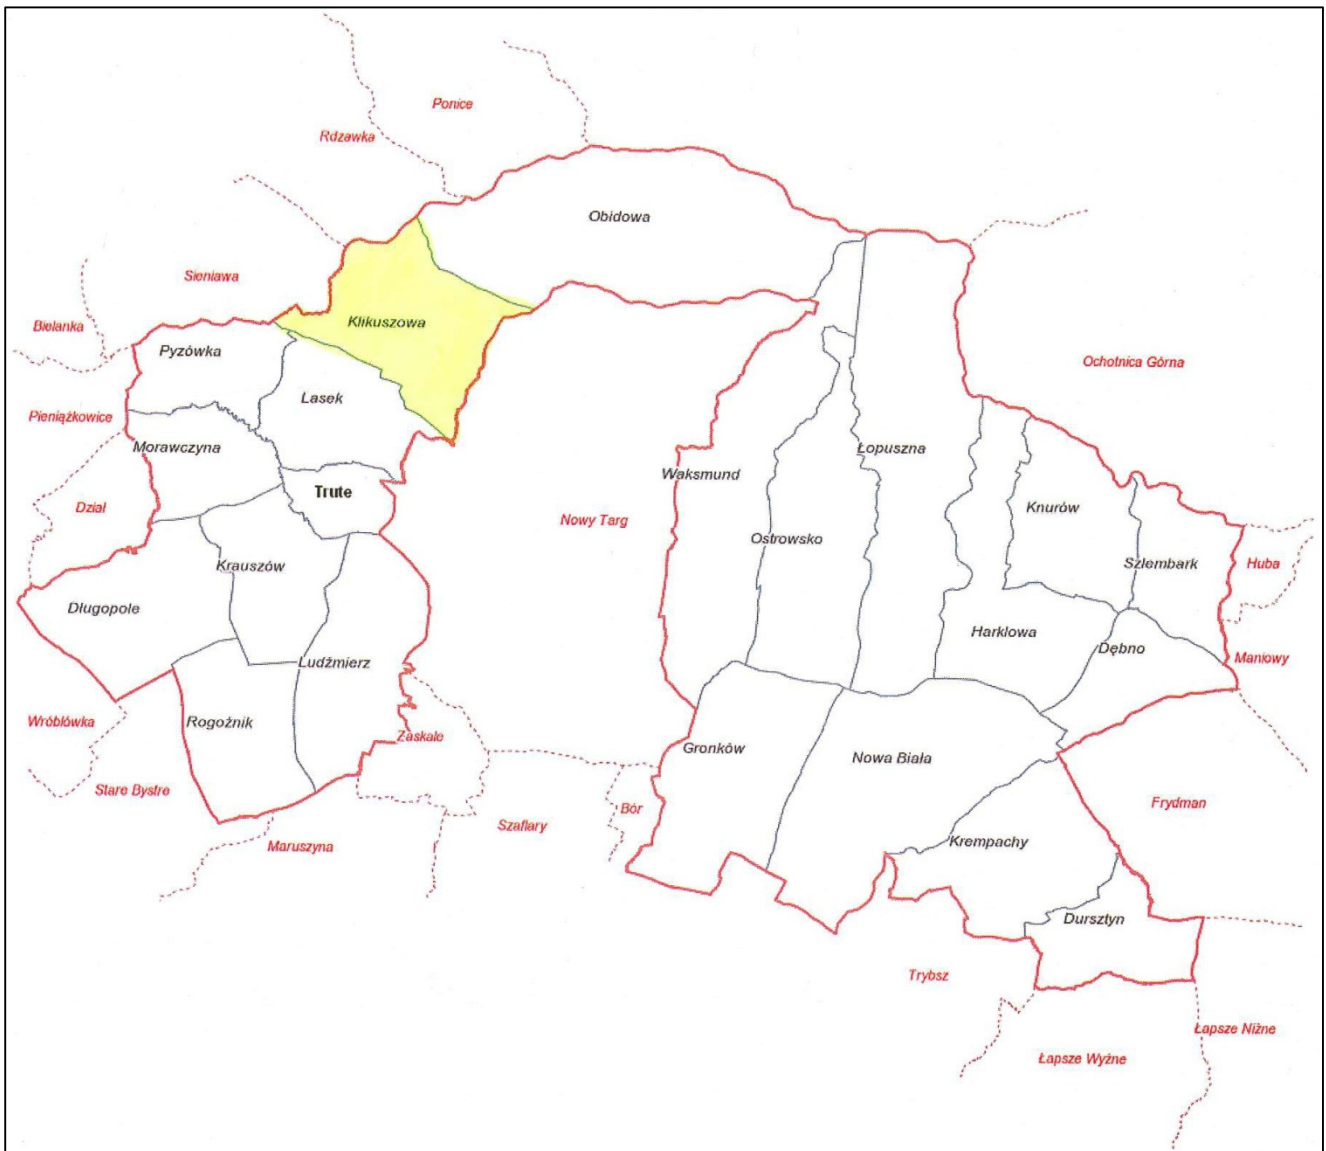 Ponice
Rdzawka
Obidowa
Sieniawa
Klikuszowa
Bielanka
Pyzówka
Ochotnica Górna
Lasek
Pieniążkowice
Morawczyna
Łopuszna
Waksmund
Trute
Dział
Knurów
Nowy Targ
Ostrowsko
Krauszów
Szlembark
Huba
Długopole
Harklowa
Dębno
Ludźmierz
Maniowy
Wróblówka
Rogoźnik
Zaskale
Gronków
Nowa Biała
Stare Bystre
Frydman
Bór
Szaflary
Maruszyna
Krempachy
Dursztyn
Trybsz
Łapsze Niżne
Łapsze Wyżne